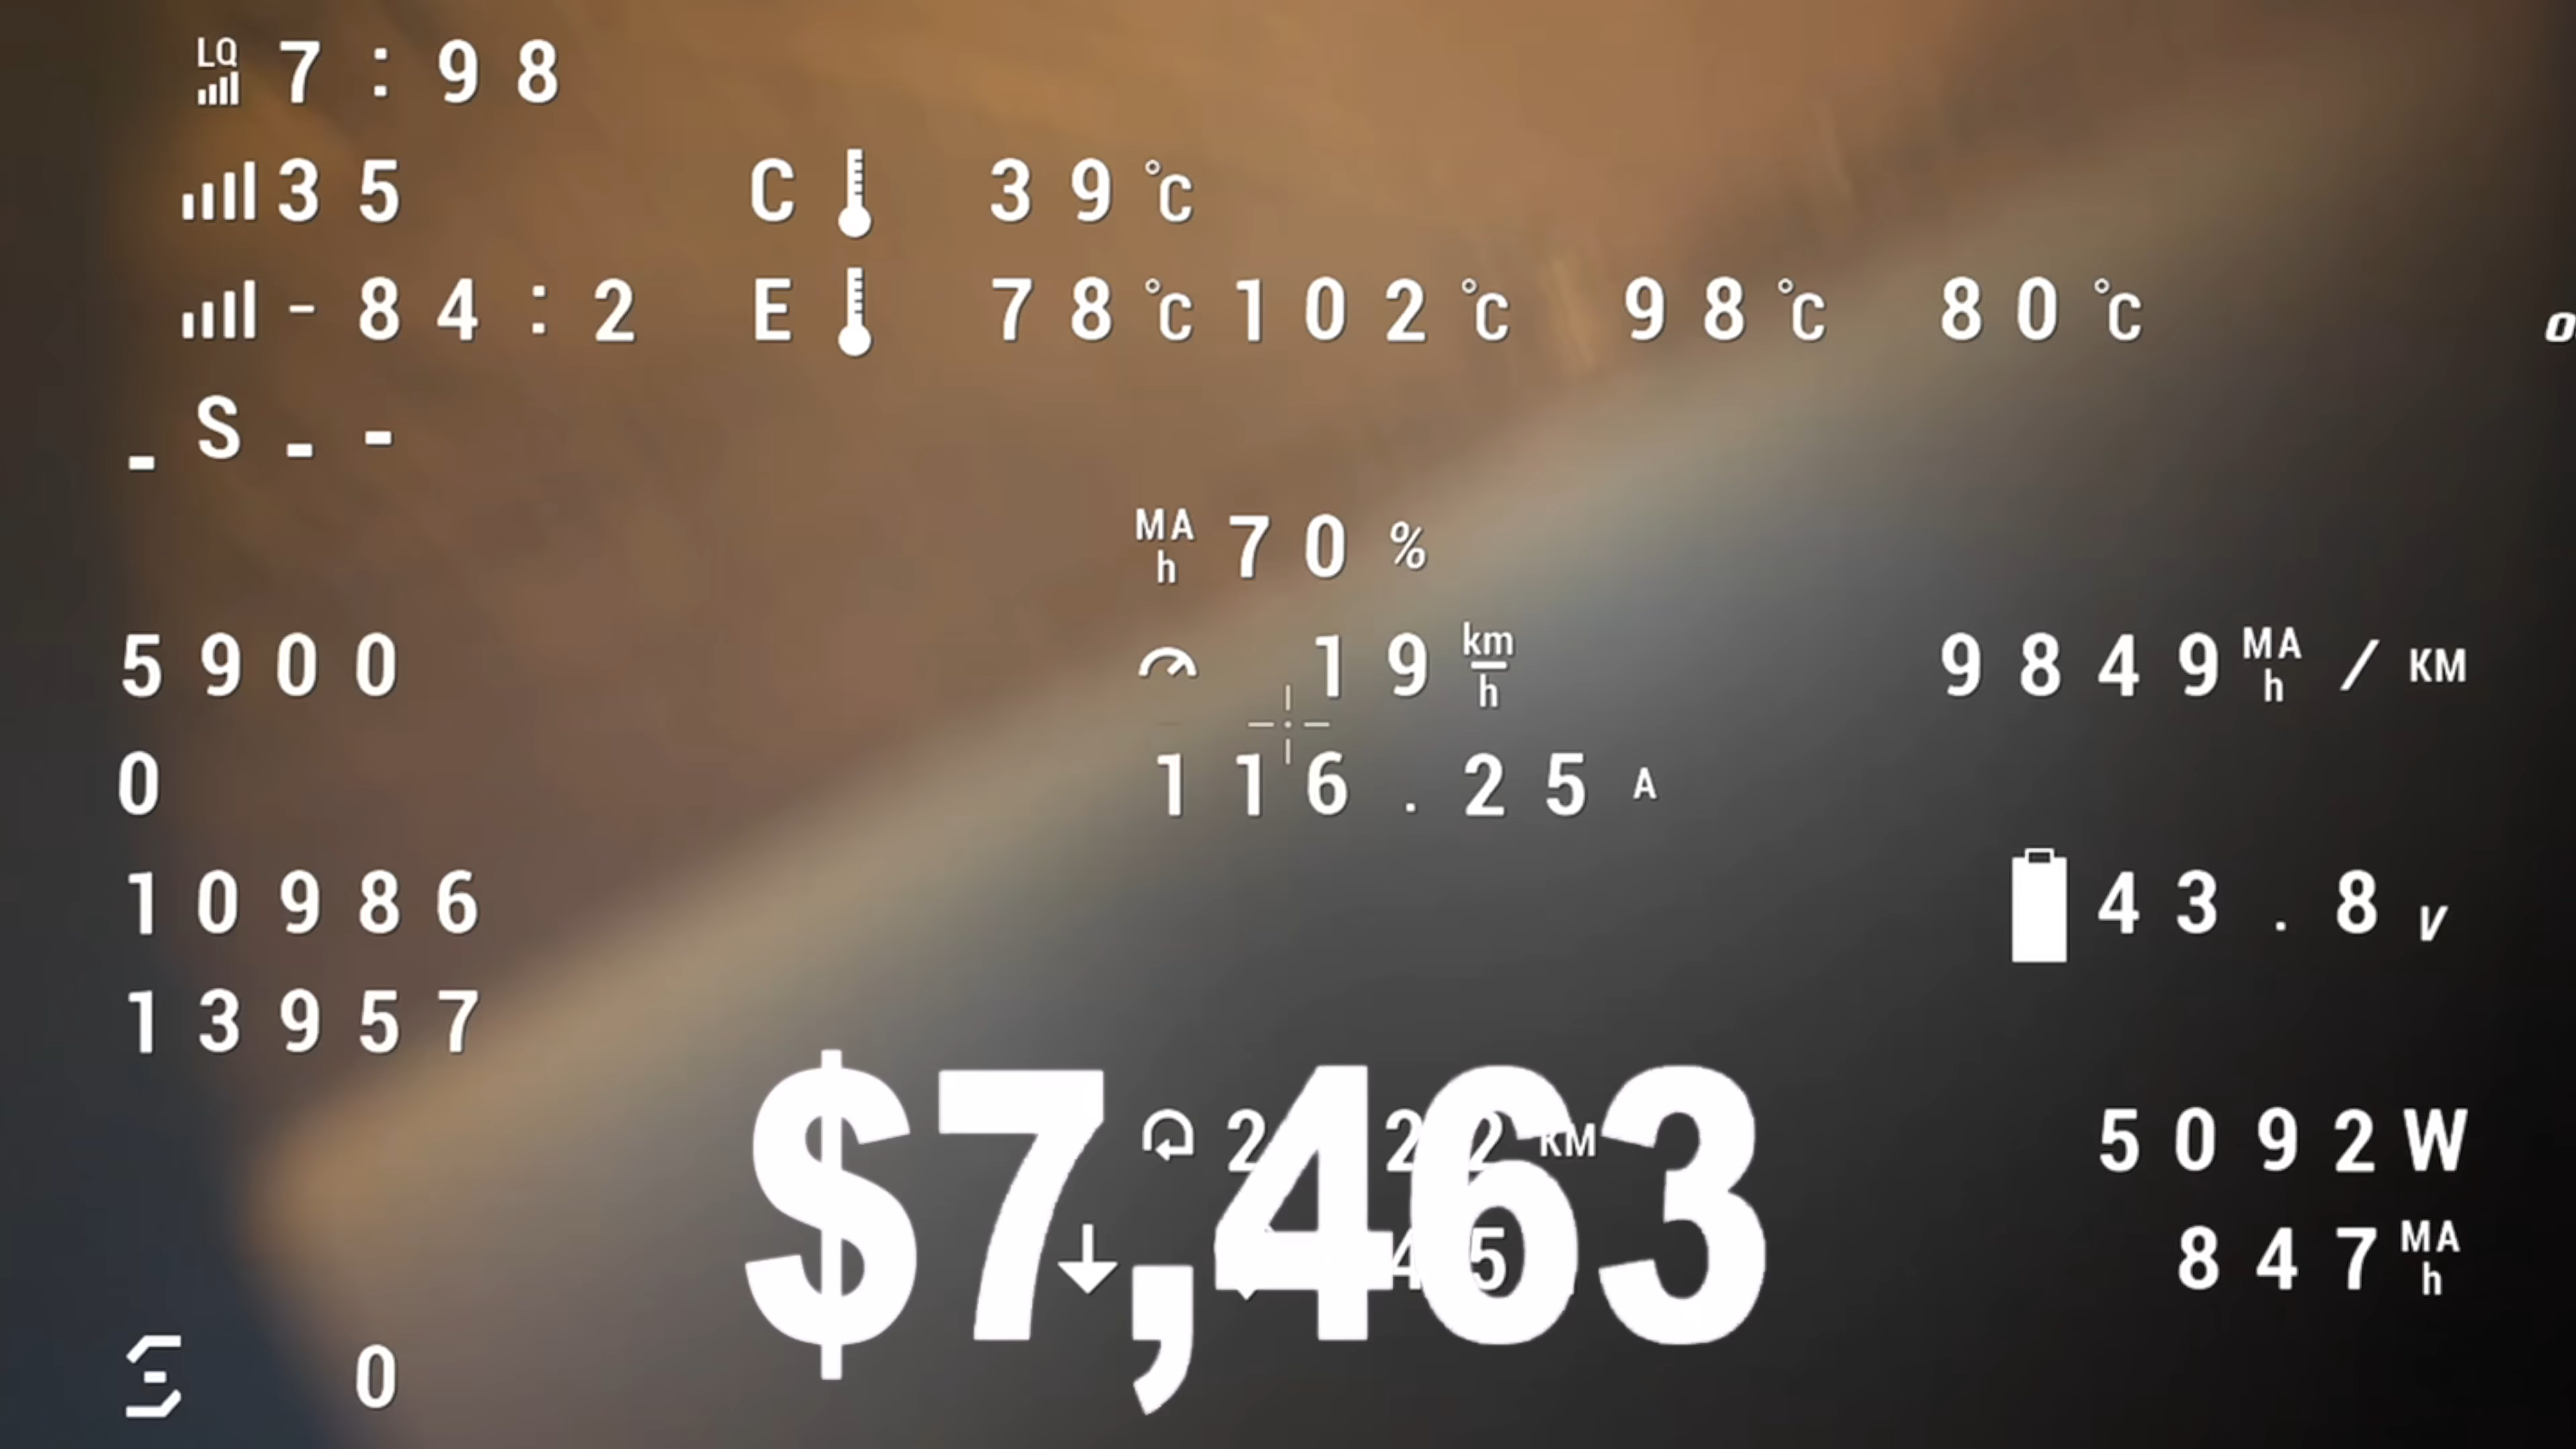 LQ 7:98
35 C 39°C
-84:2 E 78°C 102°C 98°C 80°C
S
MAh 70%
5900 19 km/h 9849 MAh/KM
0 116.25 A
10986 43.8 V
13957
$7,463
KM 5092W
847 MAh
0